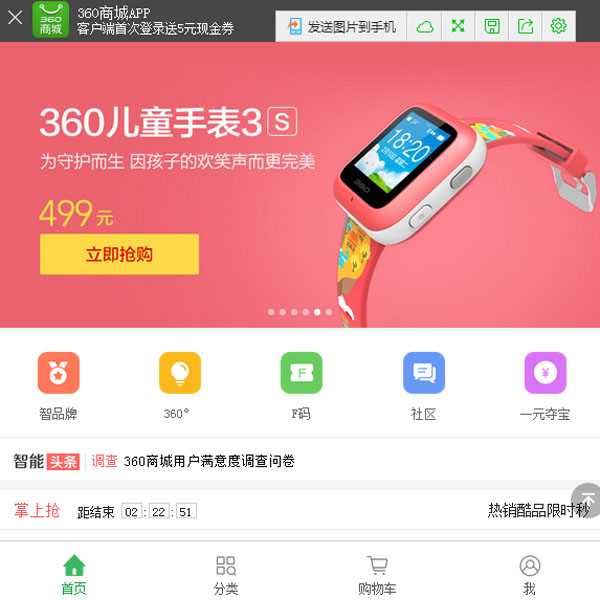 360商城APP
客户端首次登录送5元现金券
360
商城
发送图片到手机
360儿童手表3 S
为守护而生 因孩子的欢笑声而更完美
499元
立即抢购
18:20
360
智品牌
360°
F
F码
社区
¥
一元夺宝
智能 头条 调查 360商城用户满意度调查问卷
掌上抢 距结束 02:22:51 热销酷品限时秒
首页
分类
购物车
我